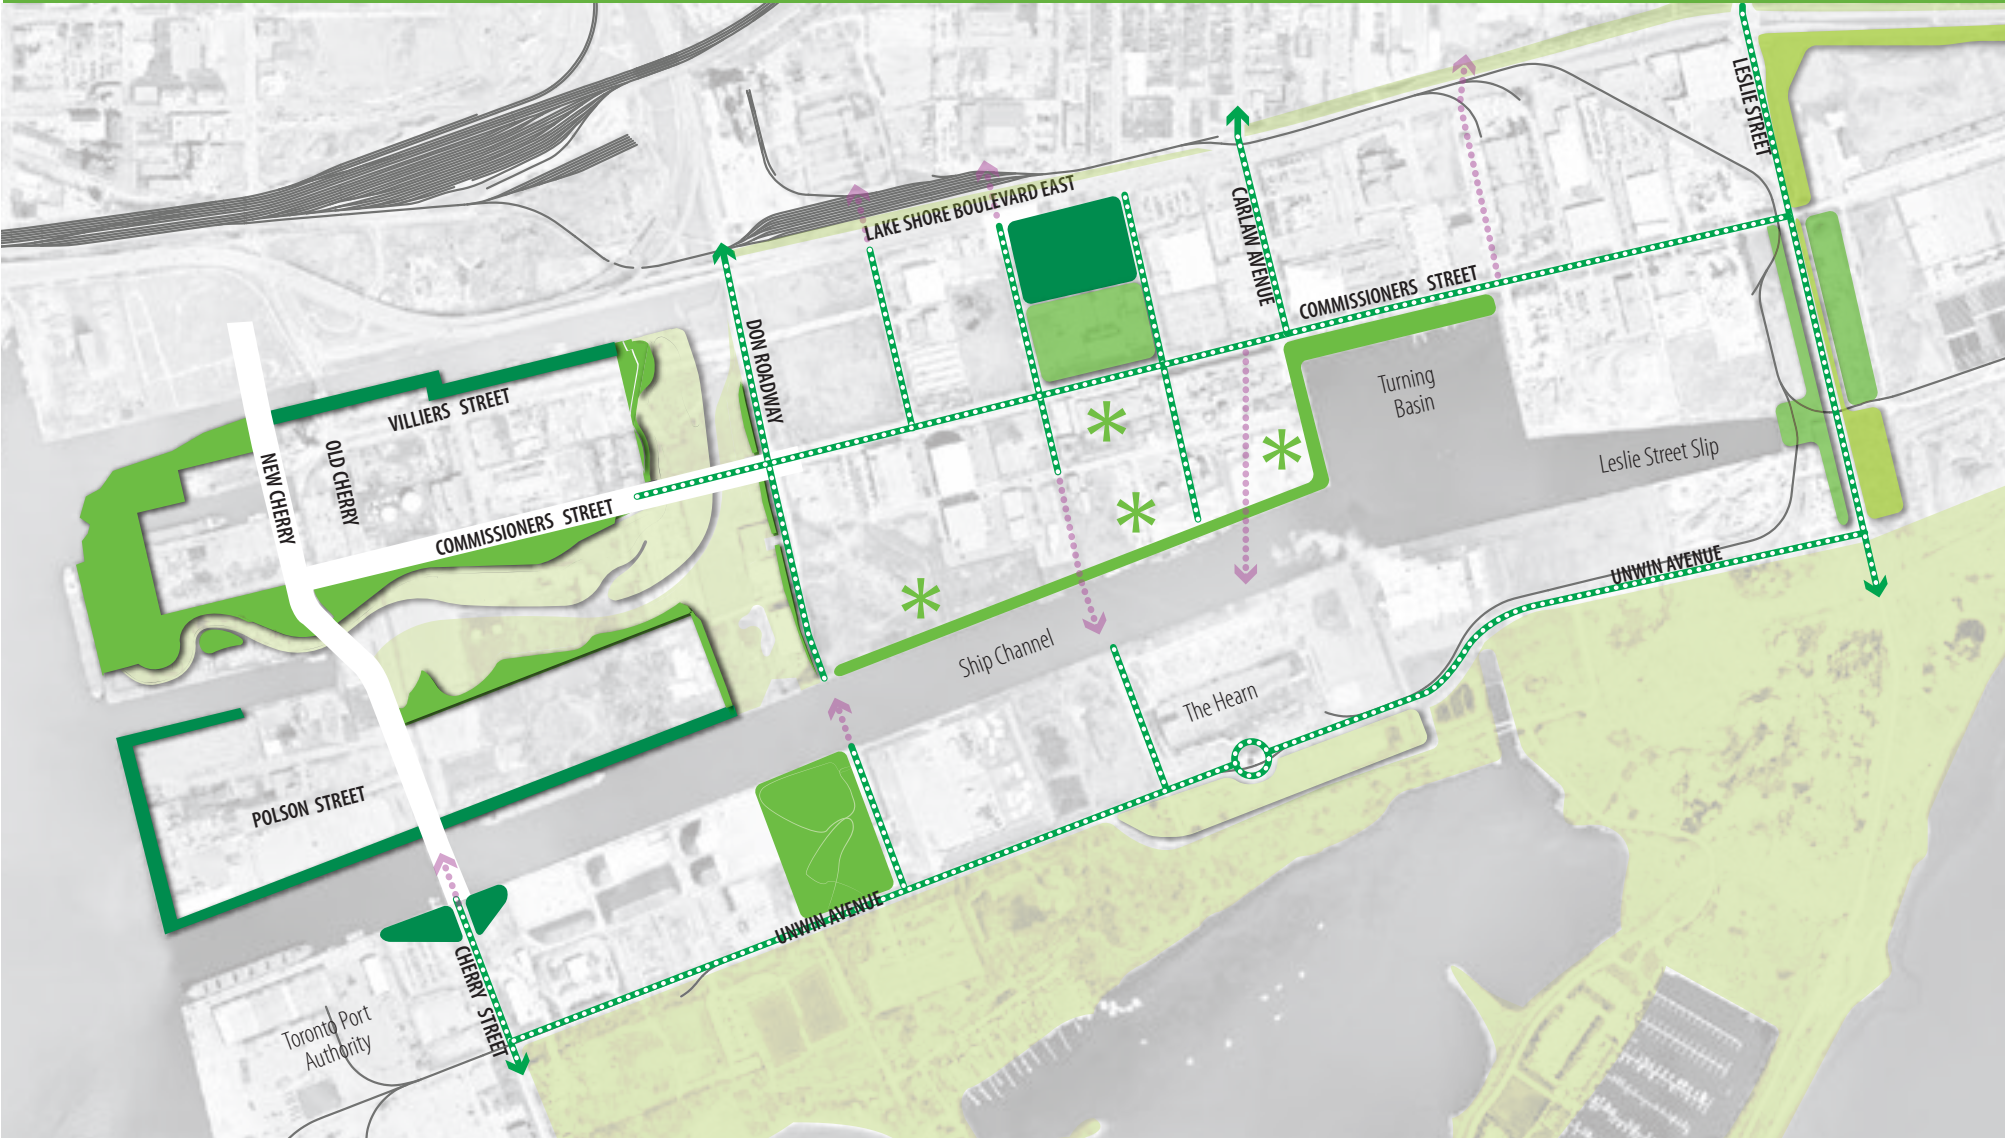 LESLIE STREET
LAKE SHORE BOULEVARD EAST
CARLAW AVENUE
COMMISSIONERS STREET
DON ROADWAY
Turning
Basin
VILLIERS STREET
OLD CHERRY
NEW CHERRY
Leslie Street Slip
COMMISSIONERS STREET
UNWIN AVENUE
Ship Channel
The Hearn
POLSON STREET
UNWIN AVENUE
CHERRY STREET
Toronto Port
Authority